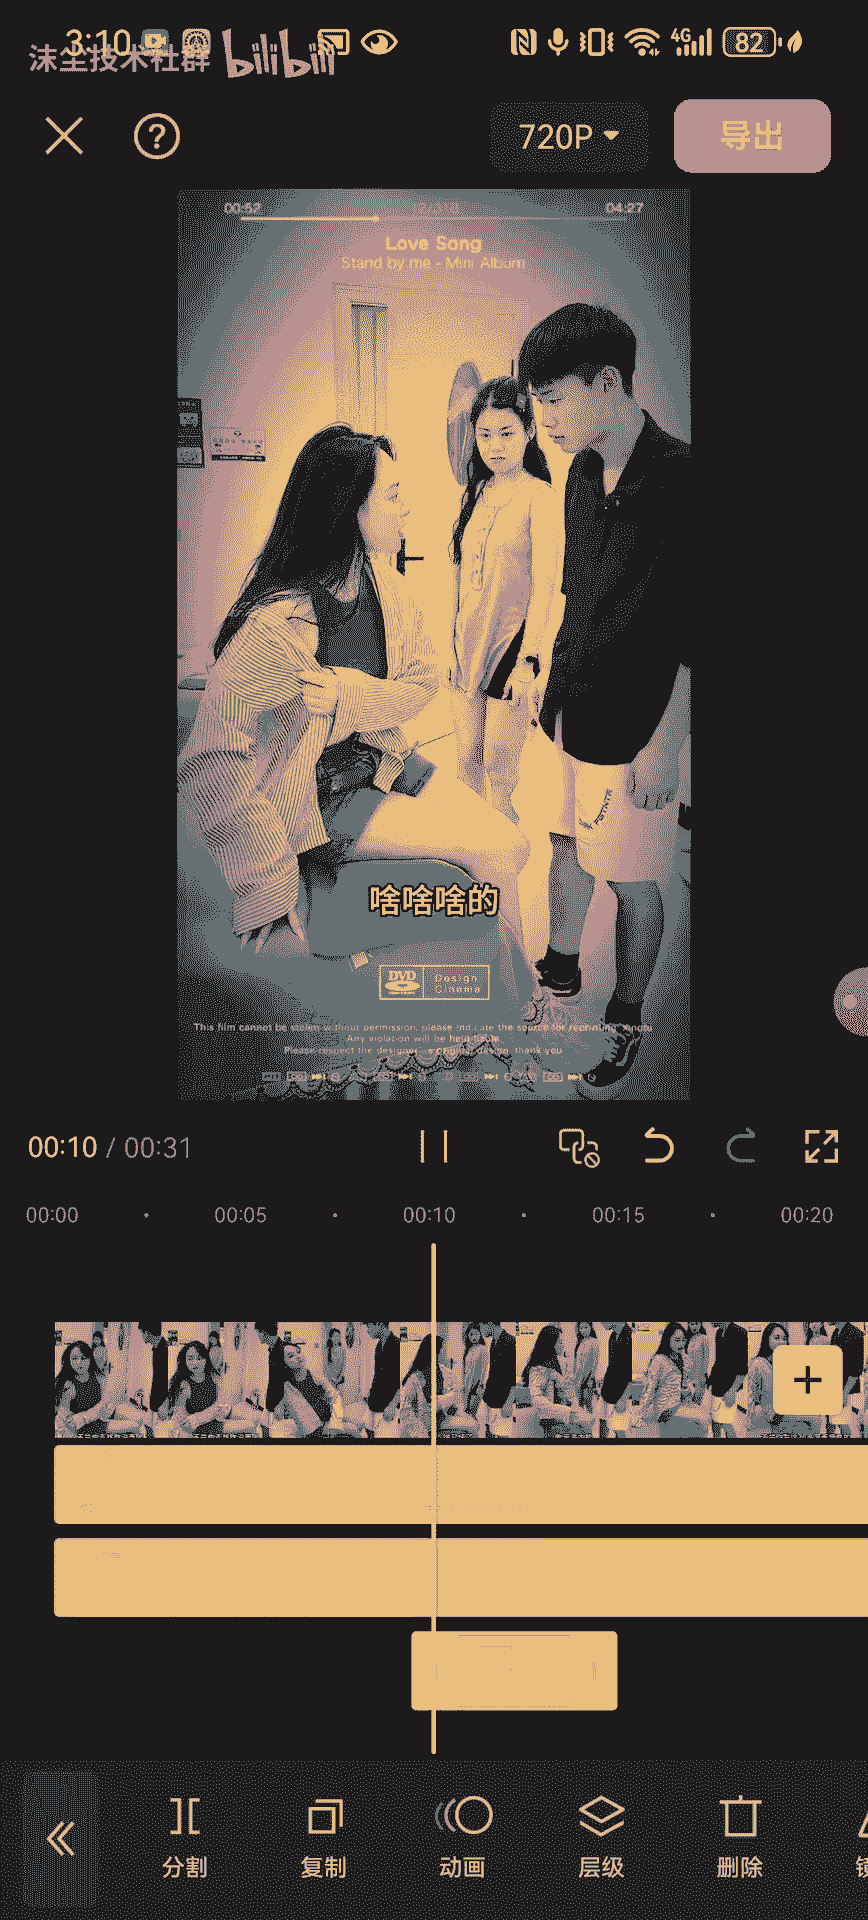 3:10
4G
82
沫尘技术社群 bilibili
720P
导出
00:52
04:27
Love Song
Stand by me - Mini Album
啥啥啥的
DVD
Design
Cinema
This film cannot be stolen without permission, please indicate the source for reprinting
Any violation will be held liable.
Please respect the designer
original design, thank you
00:10 / 00:31
00:00
00:05
00:10
00:15
00:20
分割
复制
动画
层级
删除